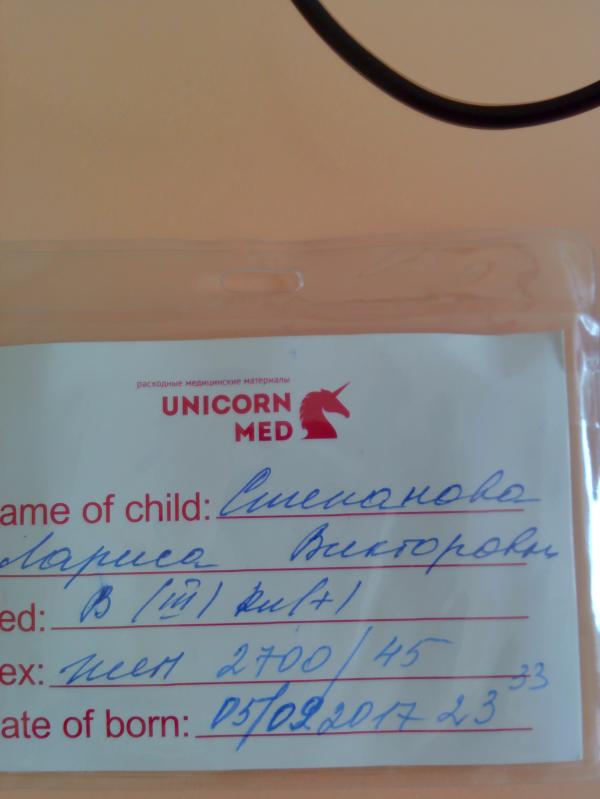 расходные медицинские материалы
UNICORN
MED
ame of child: Степанова
Лариса Викторовн
ed: B (III) Rh(+)
ex: жен 2700/45
ate of born: 05/09.2017 23 33